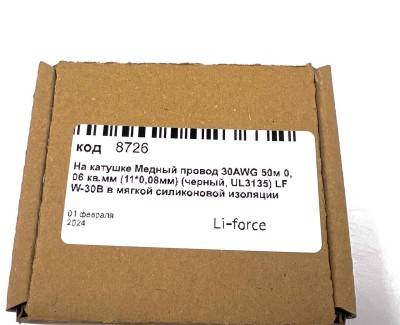 код 8726
На катушке Медный провод 30AWG 50м 0,
06 кв.мм (11*0,08мм) (черный, UL3135) LF
W-30B в мягкой силиконовой изоляции
01 февраля
2024
Li-force